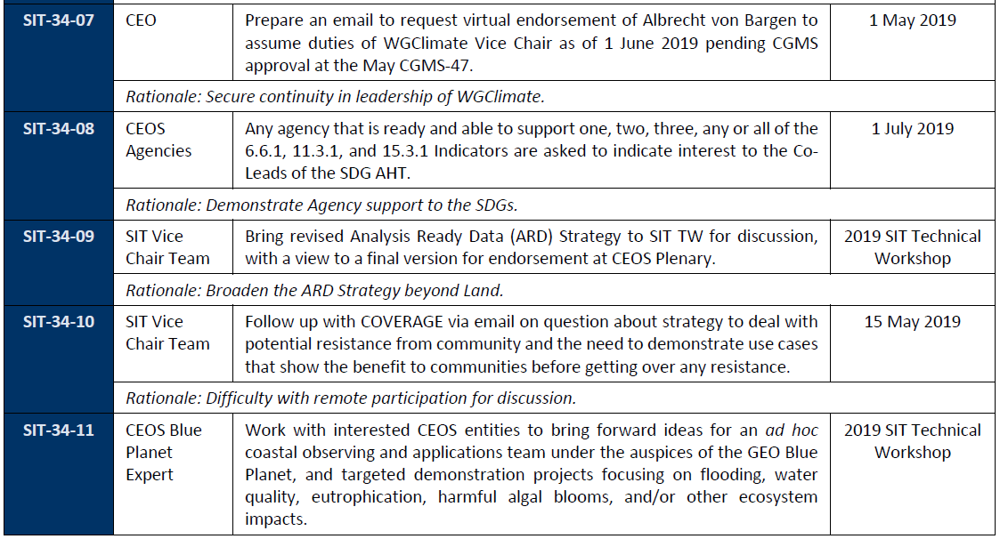 SIT-34-07 CEO Prepare an email to request virtual endorsement of Albrecht von Bargen to 1 May 2019
assume duties of WGClimate Vice Chair as of 1 June 2019 pending CGMS
approval at the May CGMS-47.
Rationale: Secure continuity in leadership of WGClimate.
SIT-34-08 CEOS Any agency that is ready and able to support one, two, three, any or all of the 1 July 2019
Agencies 6.6.1, 11.3.1, and 15.3.1 Indicators are asked to indicate interest to the Co-
Leads of the SDG AHT.
Rationale: Demonstrate Agency support to the SDGs.
SIT-34-09 SIT Vice Bring revised Analysis Ready Data (ARD) Strategy to SIT TW for discussion, 2019 SIT Technical
Chair Team with a view to a final version for endorsement at CEOS Plenary. Workshop
Rationale: Broaden the ARD Strategy beyond Land.
SIT-34-10 SIT Vice Follow up with COVERAGE via email on question about strategy to deal with 15 May 2019
Chair Team potential resistance from community and the need to demonstrate use cases
that show the benefit to communities before getting over any resistance.
Rationale: Difficulty with remote participation for discussion.
SIT-34-11 CEOS Blue Work with interested CEOS entities to bring forward ideas for an ad hoc 2019 SIT Technical
Planet coastal observing and applications team under the auspices of the GEO Blue Workshop
Expert Planet, and targeted demonstration projects focusing on flooding, water
quality, eutrophication, harmful algal blooms, and/or other ecosystem
impacts.